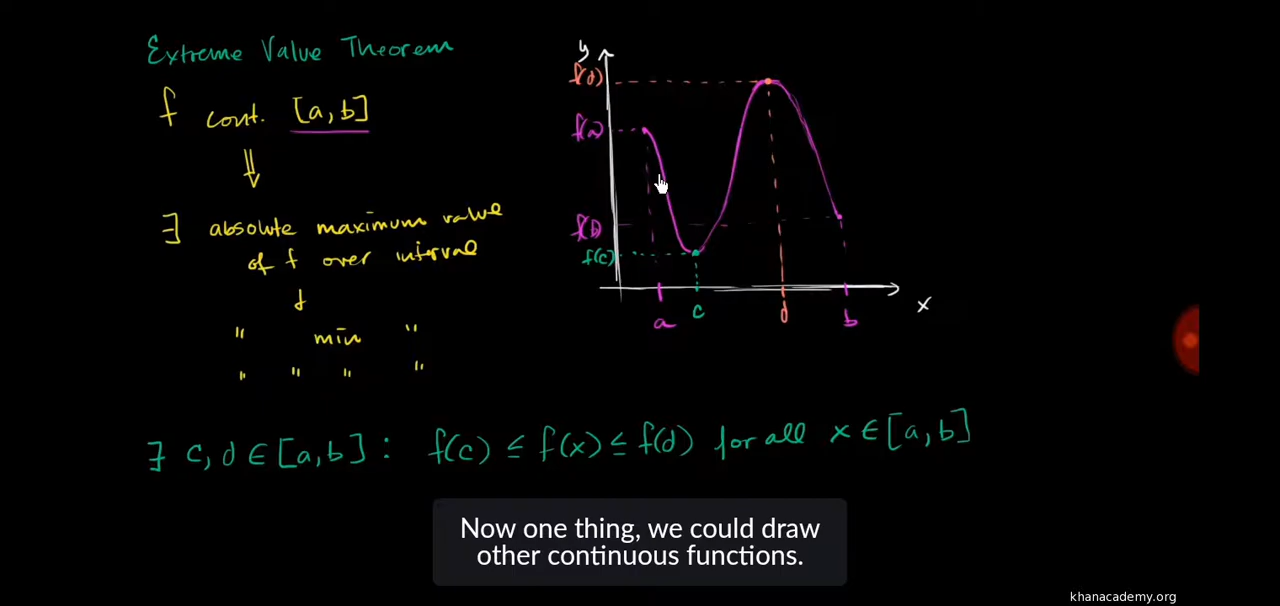 Extreme Value Theorem
f cont. [a, b]
⇓
∃ absolute maximum value
of f over interval
" min "
" " " "
y
f(d)
f(a)
f(b)
f(c)
a c d b
x
∃ c, d ∈ [a, b] : f(c) ≤ f(x) ≤ f(d) for all x ∈ [a, b]
Now one thing, we could draw
other continuous functions.
khanacademy.org